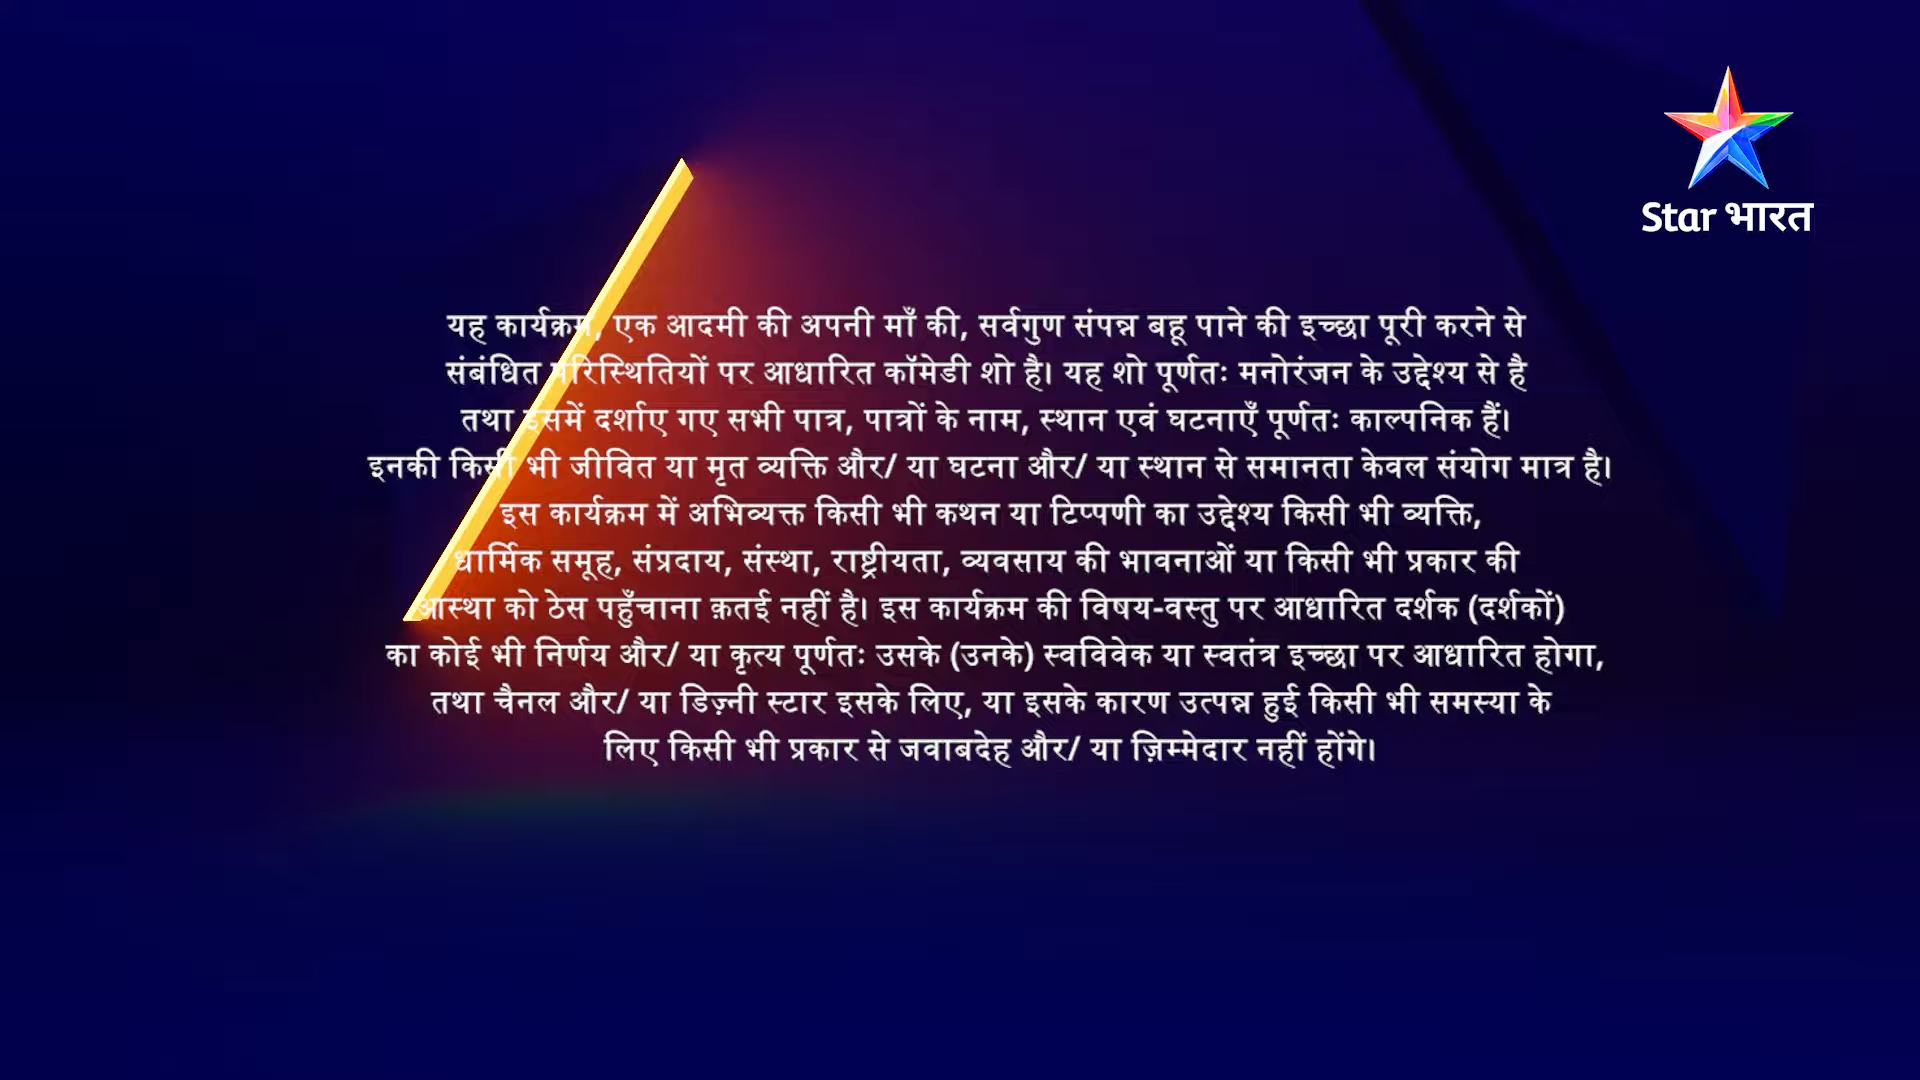 Star भारत
यह कार्यक्रम, एक आदमी की अपनी माँ की, सर्वगुण संपन्न बहू पाने की इच्छा पूरी करने से
संबंधित परिस्थितियों पर आधारित कॉमेडी शो है। यह शो पूर्णतः मनोरंजन के उद्देश्य से है
तथा इसमें दर्शाए गए सभी पात्र, पात्रों के नाम, स्थान एवं घटनाएँ पूर्णतः काल्पनिक हैं।
इनकी किसी भी जीवित या मृत व्यक्ति और/ या घटना और/ या स्थान से समानता केवल संयोग मात्र है।
इस कार्यक्रम में अभिव्यक्त किसी भी कथन या टिप्पणी का उद्देश्य किसी भी व्यक्ति,
धार्मिक समूह, संप्रदाय, संस्था, राष्ट्रीयता, व्यवसाय की भावनाओं या किसी भी प्रकार की
आस्था को ठेस पहुँचाना क़तई नहीं है। इस कार्यक्रम की विषय-वस्तु पर आधारित दर्शक (दर्शकों)
का कोई भी निर्णय और/ या कृत्य पूर्णतः उसके (उनके) स्वविवेक या स्वतंत्र इच्छा पर आधारित होगा,
तथा चैनल और/ या डिज़्नी स्टार इसके लिए, या इसके कारण उत्पन्न हुई किसी भी समस्या के
लिए किसी भी प्रकार से जवाबदेह और/ या ज़िम्मेदार नहीं होंगे।